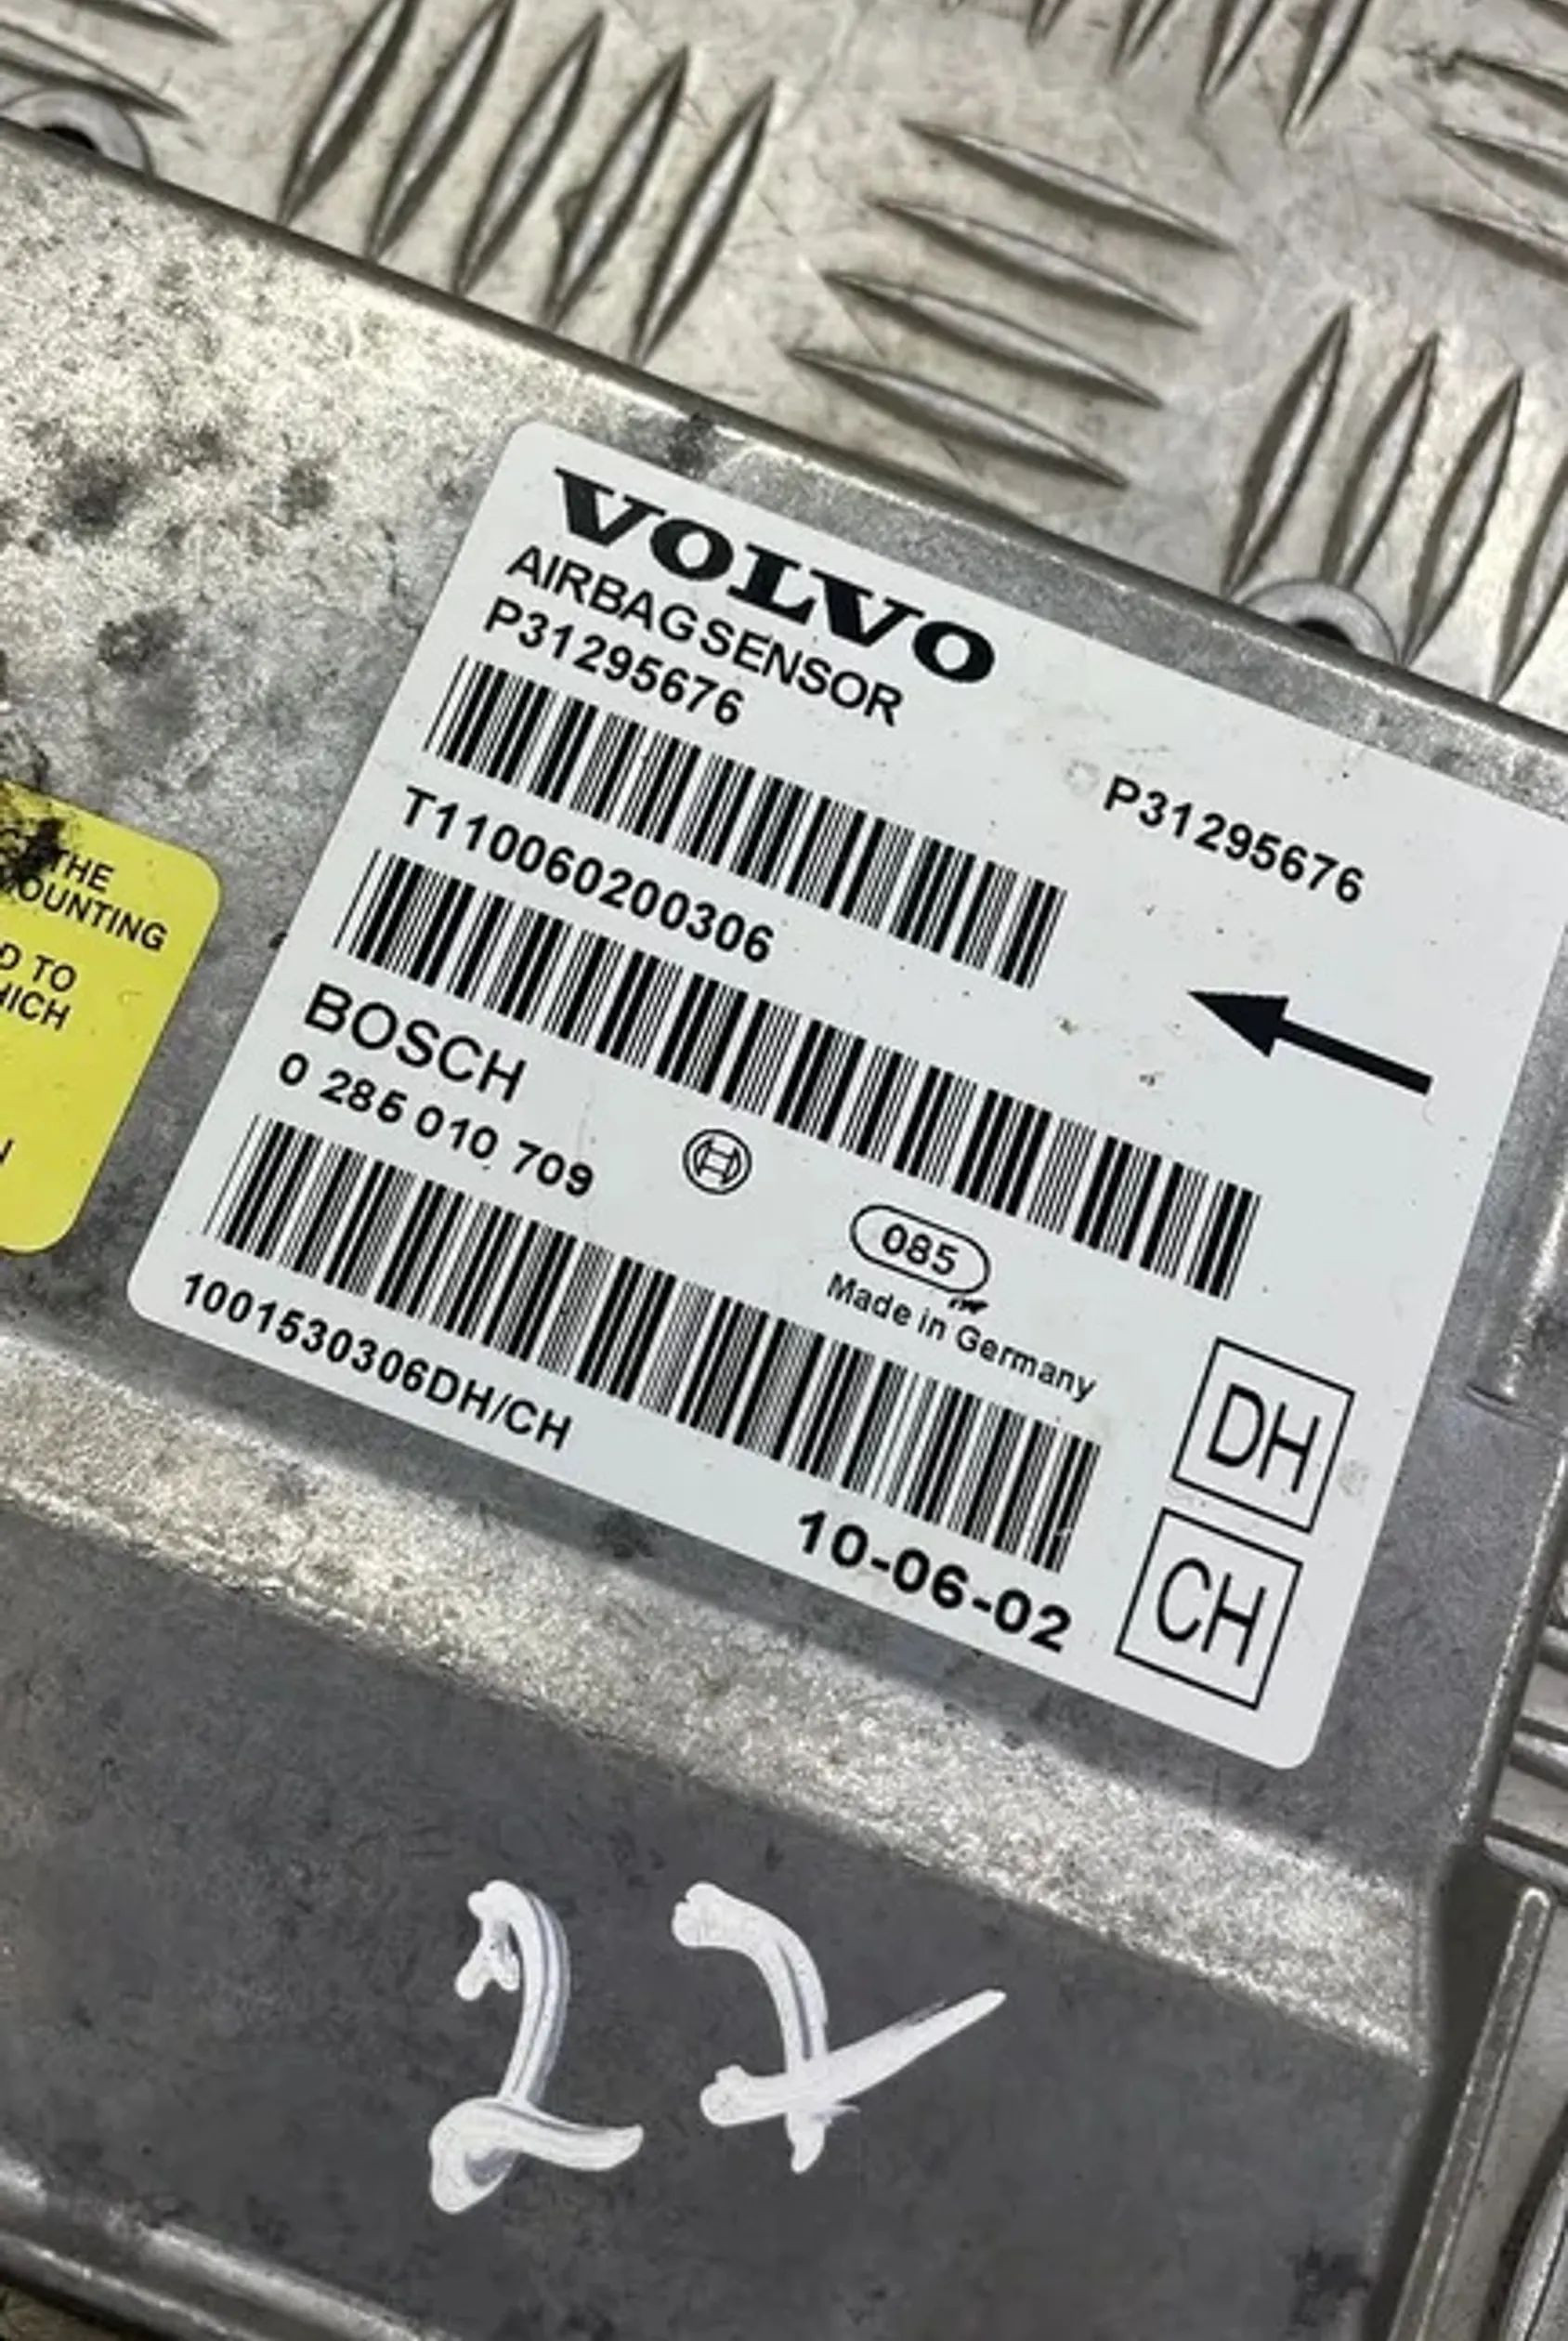 VOLVO
AIRBAG SENSOR
P31295676
P31295676
T110060200306
BOSCH
0 285 010 709
085
Made in Germany
1001530306DH/CH
10-06-02
DH
CH
THE
MOUNTING
D TO
HICH
27